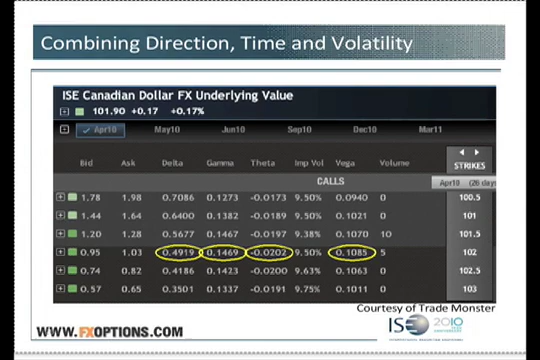 Combining Direction, Time and Volatility
ISE Canadian Dollar FX Underlying Value
101.90 +0.17 +0.17%
Apr10 May10 Jun10 Sep10 Dec10 Mar11
Bid Ask Delta Gamma Theta Imp Vol Vega Volume STRIKES
CALLS
Apr10 (26 days
1.78 1.98 0.7086 0.1273 -0.0173 9.50% 0.0940 0 100.5
1.44 1.64 0.6400 0.1382 -0.0189 9.50% 0.1021 0 101
1.20 1.28 0.5677 0.1467 -0.0197 9.38% 0.1070 10 101.5
0.95 1.03 0.4919 0.1469 -0.0202 9.50% 0.1085 5 102
0.74 0.82 0.4186 0.1423 -0.0200 9.63% 0.1063 0 102.5
0.57 0.65 0.3501 0.1337 -0.0191 9.75% 0.1011 0 103
Courtesy of Trade Monster
ISE 2010
WWW.FXOPTIONS.COM